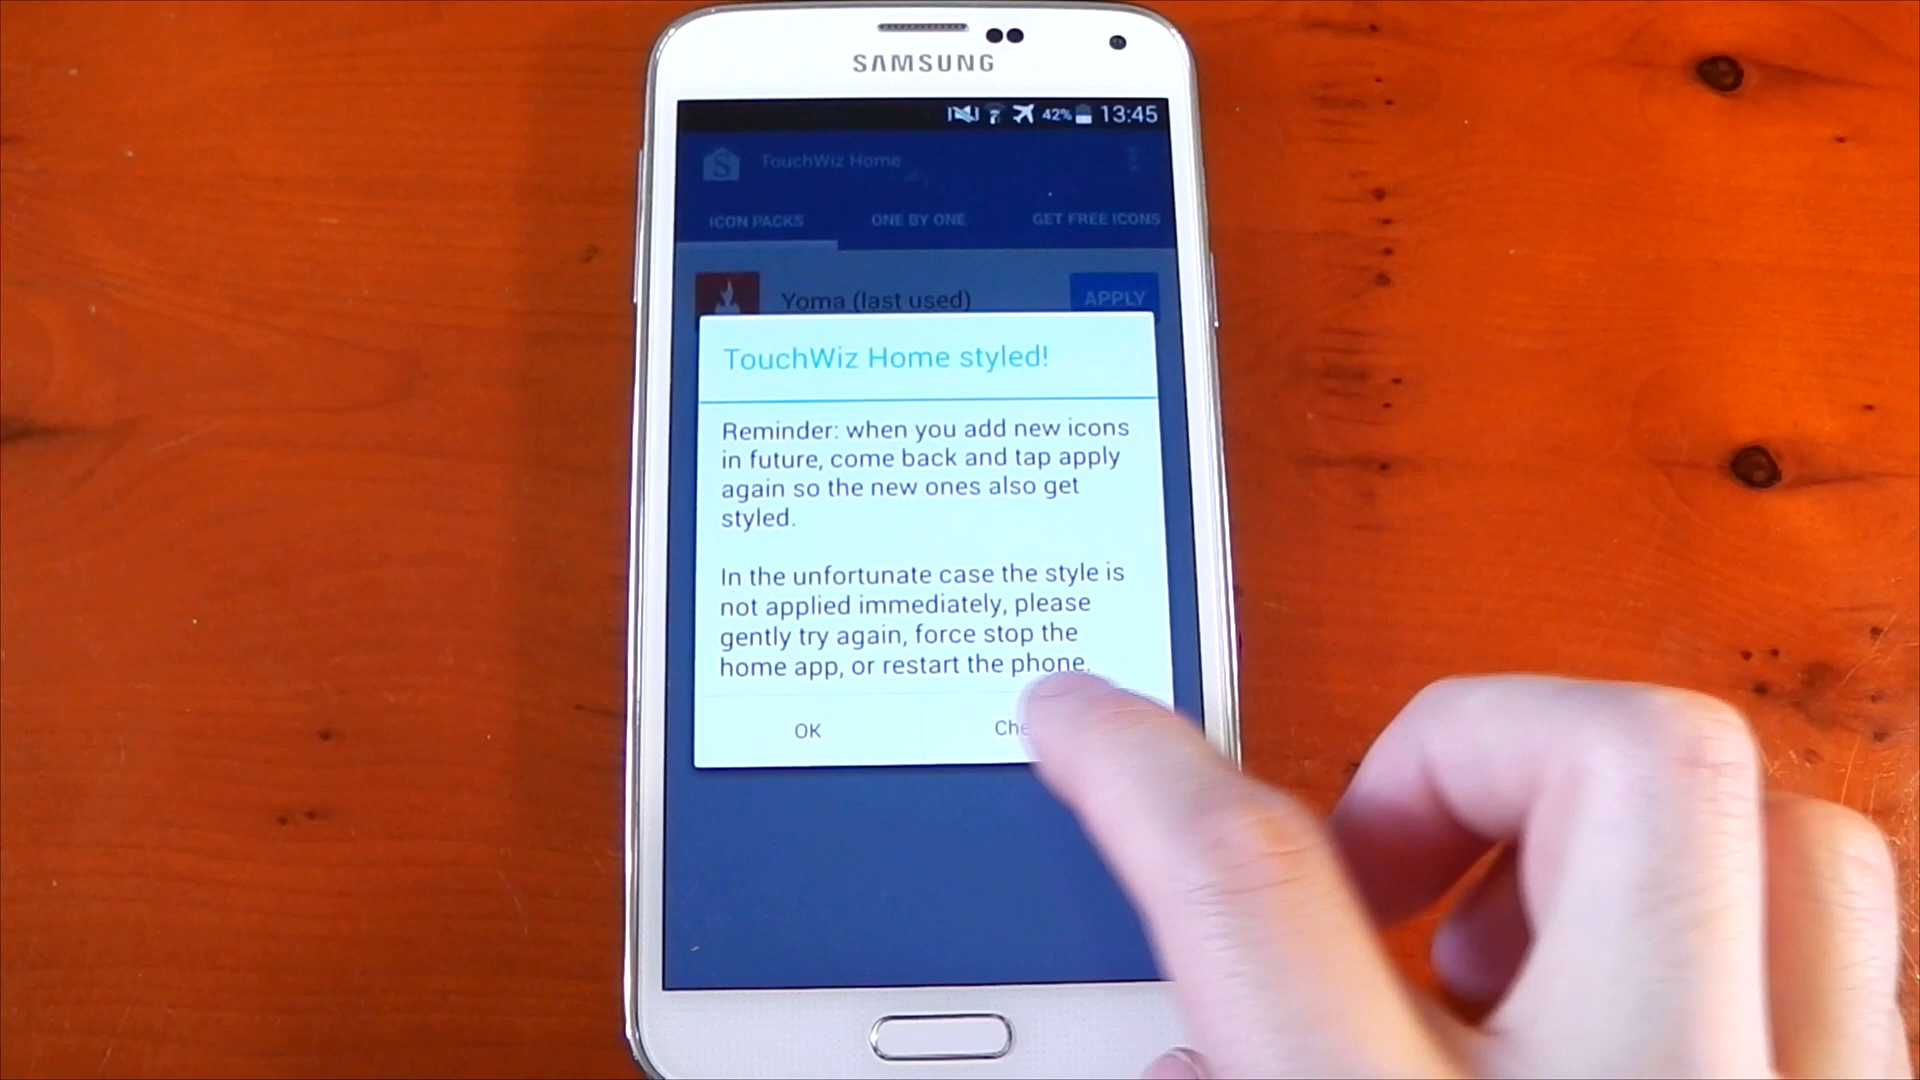 SAMSUNG
42% 13:45
TouchWiz Home
ICON PACKS ONE BY ONE GET FREE ICONS
Yoma (last used) APPLY
TouchWiz Home styled!
Reminder: when you add new icons
in future, come back and tap apply
again so the new ones also get
styled.
In the unfortunate case the style is
not applied immediately, please
gently try again, force stop the
home app, or restart the phone.
OK